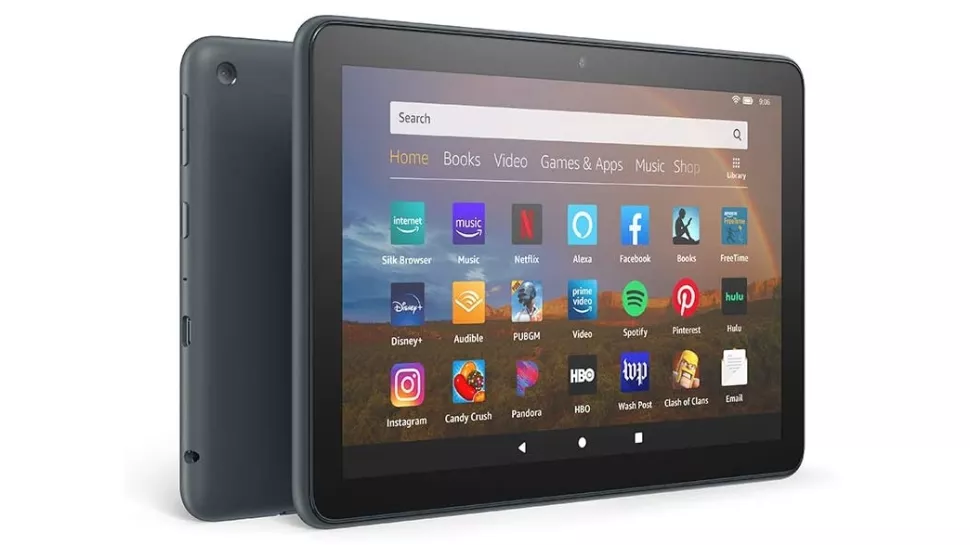 9:06
Search
Home Books Video Games & Apps Music Shop
Library
internet music N prime video hulu
Silk Browser Music Netflix Alexa Facebook Books FreeTime
Disney+
Disney+ Audible PUBGM Video Spotify Pinterest Hulu
HBO wp
Instagram Candy Crush Pandora HBO Wash Post Clash of Clans Email